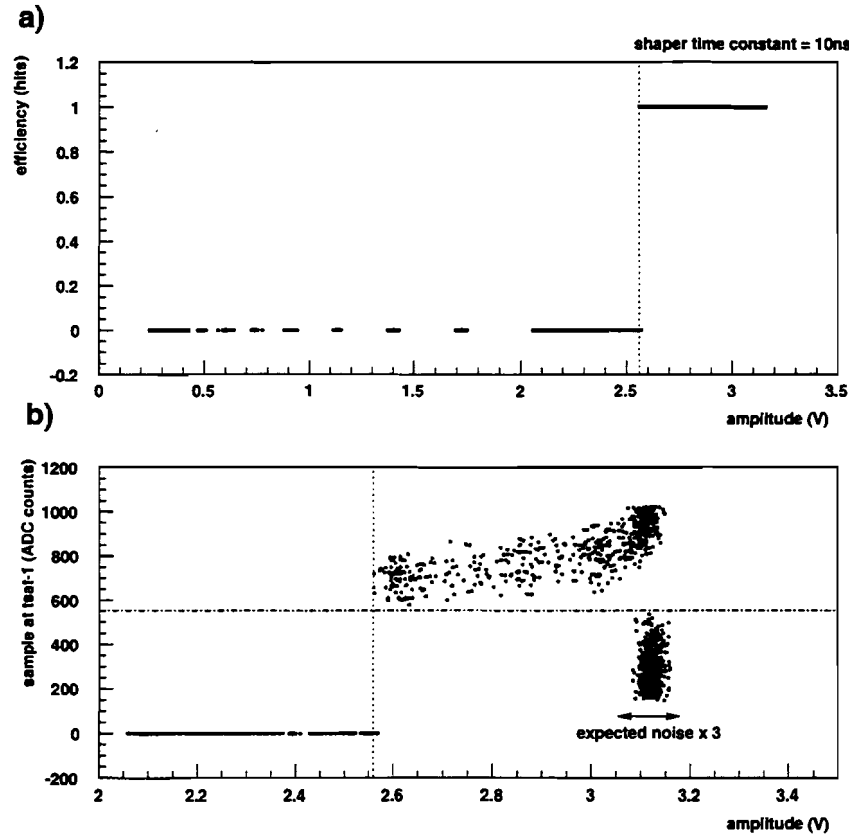 a)
shaper time constant = 10ns
efficiency (hits)
1.2
1
0.8
0.6
0.4
0.2
0
-0.2
0 0.5 1 1.5 2 2.5 3 3.5
amplitude (V)
b)
sample at tsat-1 (ADC counts)
1200
1000
800
600
400
200
0
-200
expected noise x 3
2 2.2 2.4 2.6 2.8 3 3.2 3.4
amplitude (V)